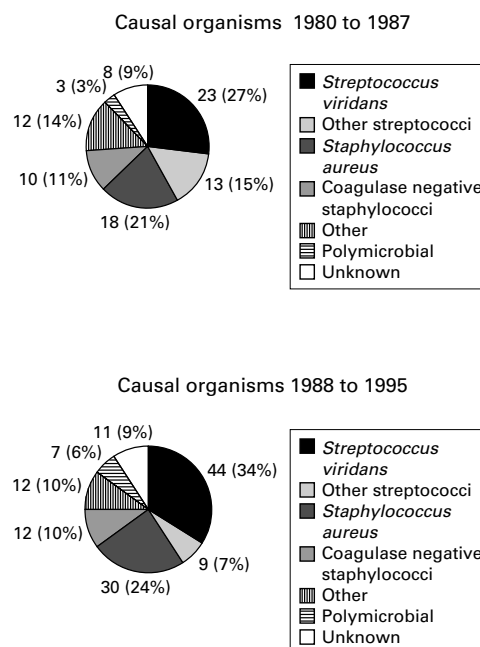 Causal organisms 1980 to 1987
8 (9%)
3 (3%)
23 (27%)
12 (14%)
10 (11%)
13 (15%)
18 (21%)
Streptococcus
viridans
Other streptococci
Staphylococcus
aureus
Coagulase negative
staphylococci
Other
Polymicrobial
Unknown
Causal organisms 1988 to 1995
11 (9%)
7 (6%)
44 (34%)
12 (10%)
12 (10%)
9 (7%)
30 (24%)
Streptococcus
viridans
Other streptococci
Staphylococcus
aureus
Coagulase negative
staphylococci
Other
Polymicrobial
Unknown